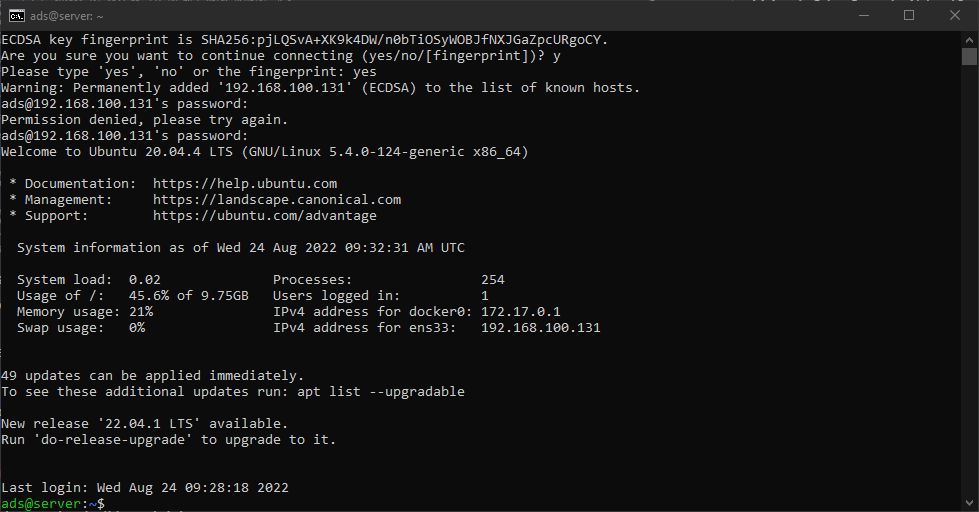 ads@server: ~
ECDSA key fingerprint is SHA256:pjLQSvA+XK9k4DW/n0bTiOSyWOBJfNXJGaZpcURgoCY.
Are you sure you want to continue connecting (yes/no/[fingerprint])? y
Please type 'yes', 'no' or the fingerprint: yes
Warning: Permanently added '192.168.100.131' (ECDSA) to the list of known hosts.
ads@192.168.100.131's password:
Permission denied, please try again.
ads@192.168.100.131's password:
Welcome to Ubuntu 20.04.4 LTS (GNU/Linux 5.4.0-124-generic x86_64)
* Documentation:  https://help.ubuntu.com
* Management:     https://landscape.canonical.com
* Support:        https://ubuntu.com/advantage
System information as of Wed 24 Aug 2022 09:32:31 AM UTC
System load:  0.02              Processes:                254
Usage of /:   45.6% of 9.75GB   Users logged in:          1
Memory usage: 21%               IPv4 address for docker0: 172.17.0.1
Swap usage:   0%                IPv4 address for ens33:   192.168.100.131
49 updates can be applied immediately.
To see these additional updates run: apt list --upgradable
New release '22.04.1 LTS' available.
Run 'do-release-upgrade' to upgrade to it.
Last login: Wed Aug 24 09:28:18 2022
ads@server:~$